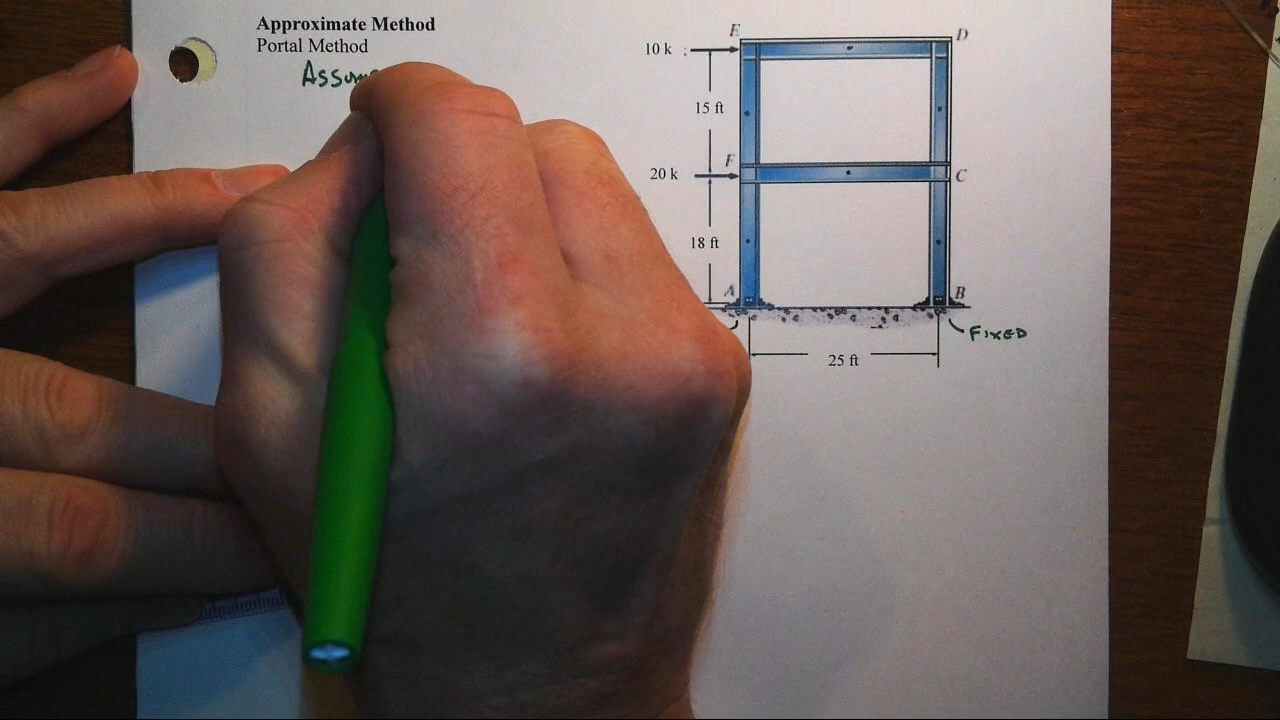 Approximate Method
Portal Method
E
D
10 k
15 ft
F
20 k
C
18 ft
A
B
FIXED
25 ft